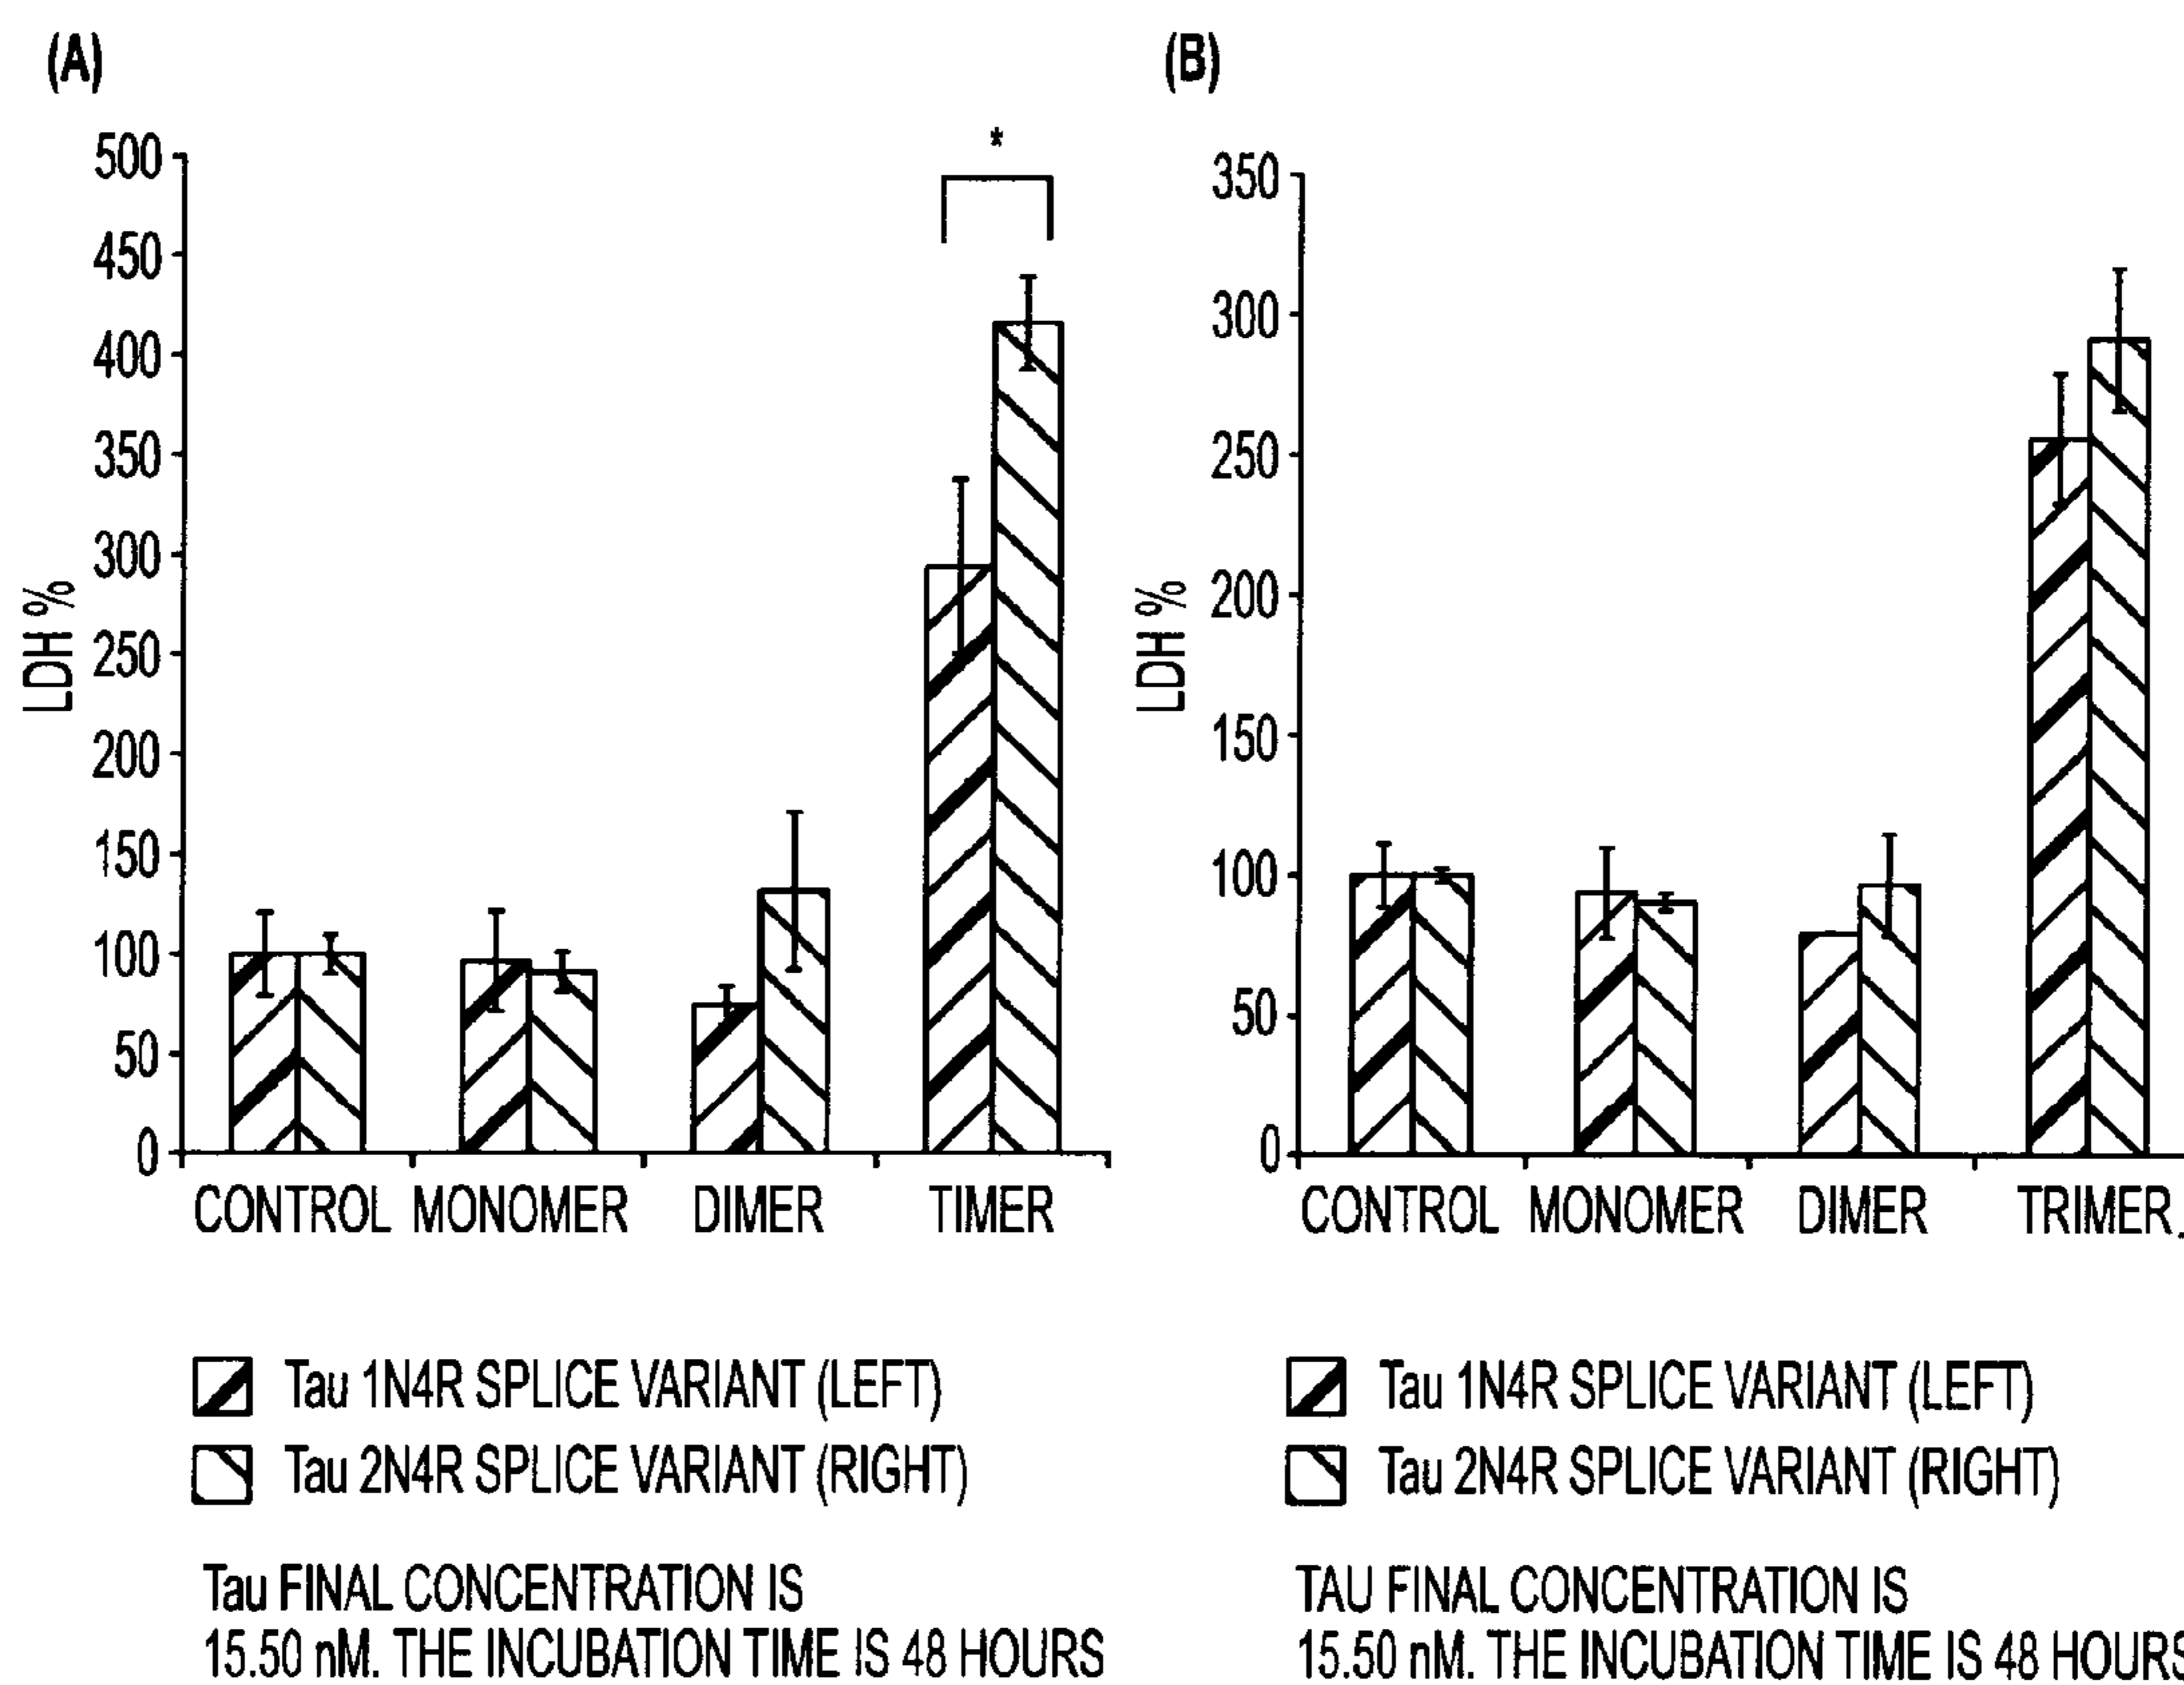 (A)
500
450
400
350
300
250
200
150
100
50
0
LDH %
*
CONTROL MONOMER DIMER TIMER
Tau 1N4R SPLICE VARIANT (LEFT)
Tau 2N4R SPLICE VARIANT (RIGHT)
Tau FINAL CONCENTRATION IS
15.50 nM. THE INCUBATION TIME IS 48 HOURS
(B)
350
300
250
200
150
100
50
0
LDH %
CONTROL MONOMER DIMER TRIMER
Tau 1N4R SPLICE VARIANT (LEFT)
Tau 2N4R SPLICE VARIANT (RIGHT)
TAU FINAL CONCENTRATION IS
15.50 nM. THE INCUBATION TIME IS 48 HOURS